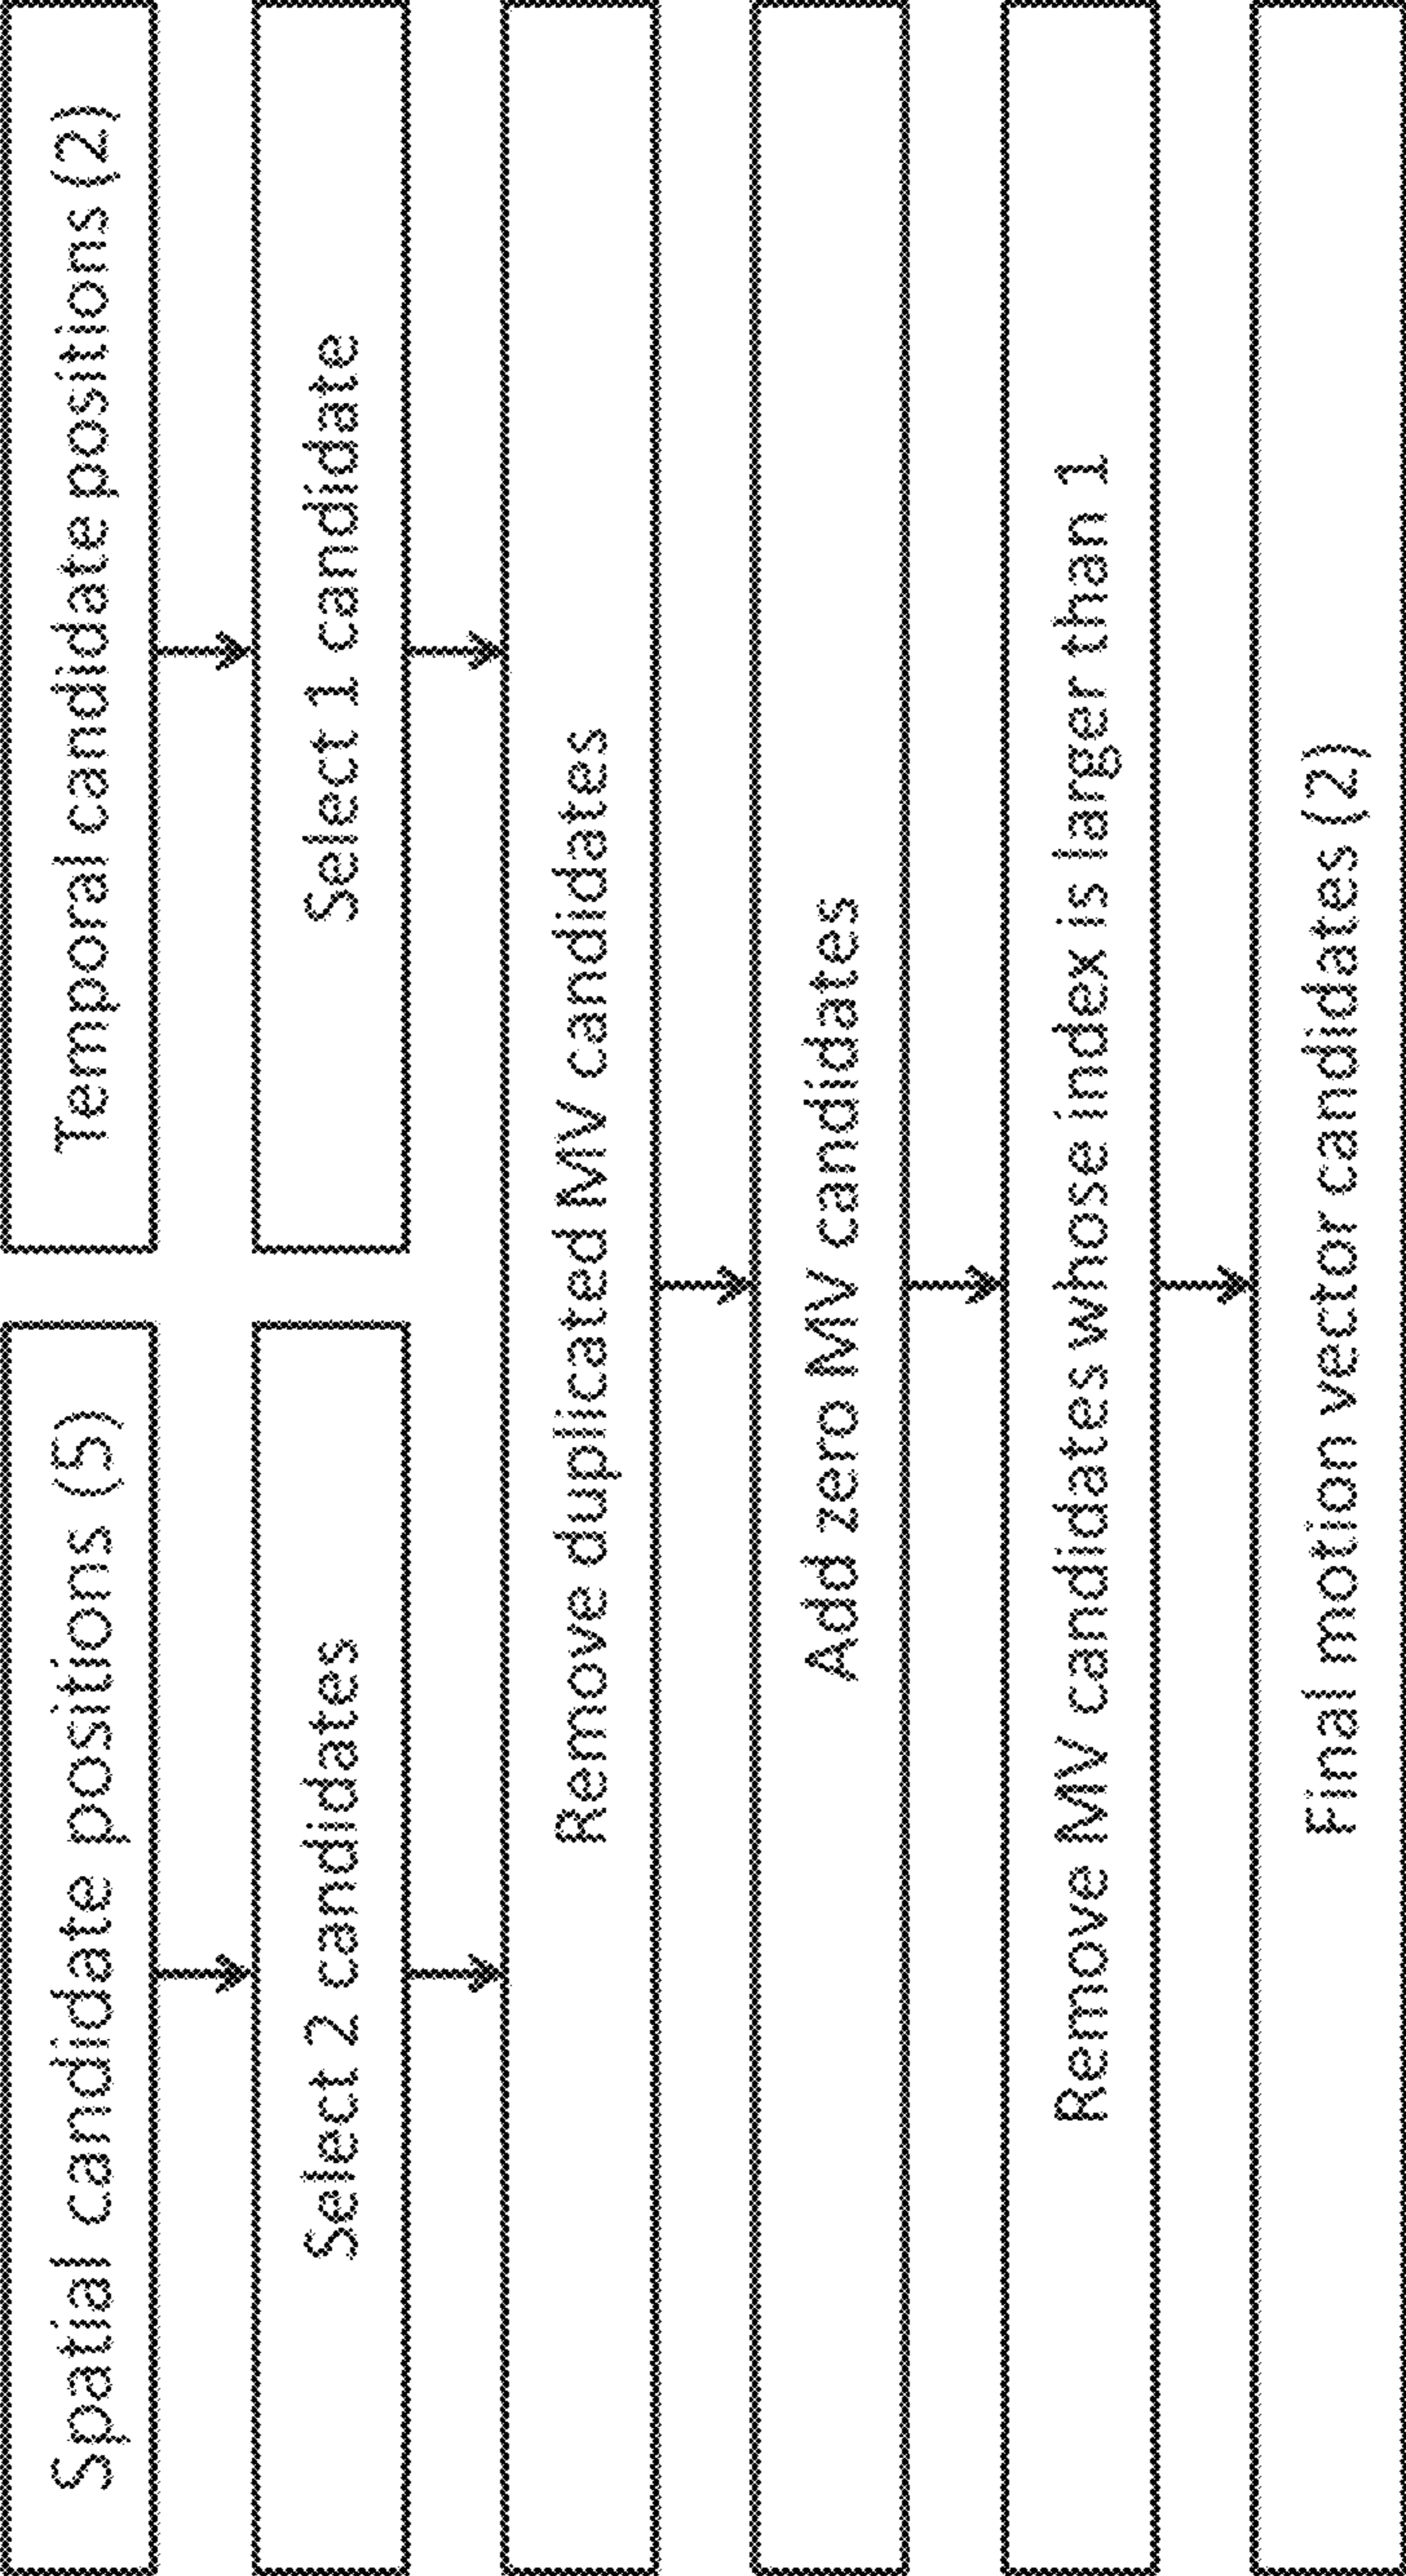 Spatial candidate positions (5)
Temporal candidate positions (2)
Select 2 candidates
Select 1 candidate
Remove duplicated MV candidates
Add zero MV candidates
Remove MV candidates whose index is larger than 1
Final motion vector candidates (2)